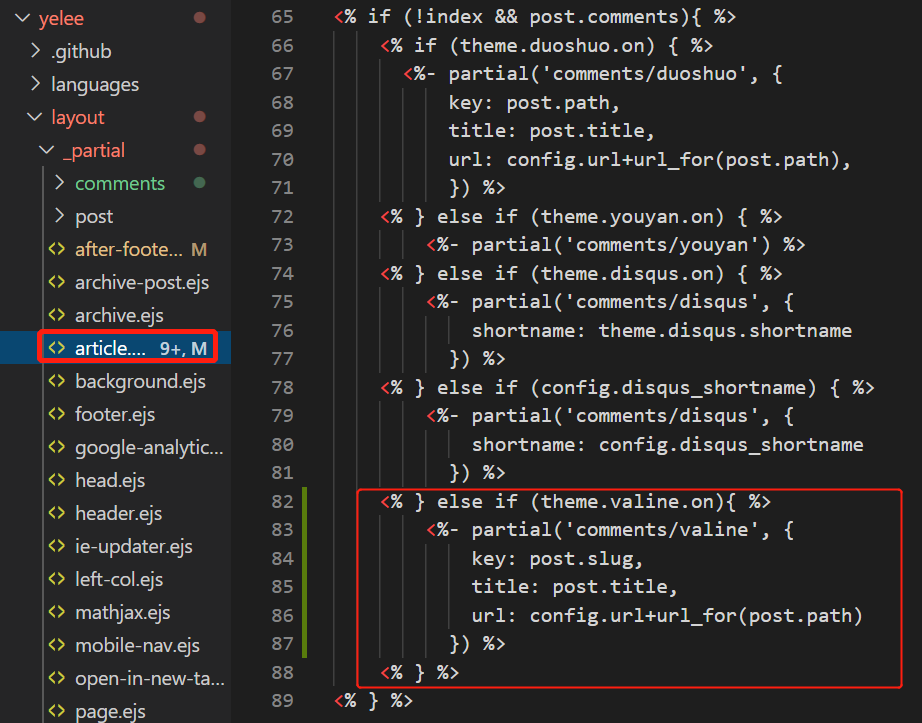 yelee
.github
languages
layout
_partial
comments
post
after-foote... M
archive-post.ejs
archive.ejs
article.... 9+, M
background.ejs
footer.ejs
google-analytic...
head.ejs
header.ejs
ie-updater.ejs
left-col.ejs
mathjax.ejs
mobile-nav.ejs
open-in-new-ta...
page.ejs
65 <% if (!index && post.comments){ %>
66 <% if (theme.duoshuo.on) { %>
67 <%- partial('comments/duoshuo', {
68 key: post.path,
69 title: post.title,
70 url: config.url+url_for(post.path),
71 }) %>
72 <% } else if (theme.youyan.on) { %>
73 <%- partial('comments/youyan') %>
74 <% } else if (theme.disqus.on) { %>
75 <%- partial('comments/disqus', {
76 shortname: theme.disqus.shortname
77 }) %>
78 <% } else if (config.disqus_shortname) { %>
79 <%- partial('comments/disqus', {
80 shortname: config.disqus_shortname
81 }) %>
82 <% } else if (theme.valine.on){ %>
83 <%- partial('comments/valine', {
84 key: post.slug,
85 title: post.title,
86 url: config.url+url_for(post.path)
87 }) %>
88 <% } %>
89 <% } %>